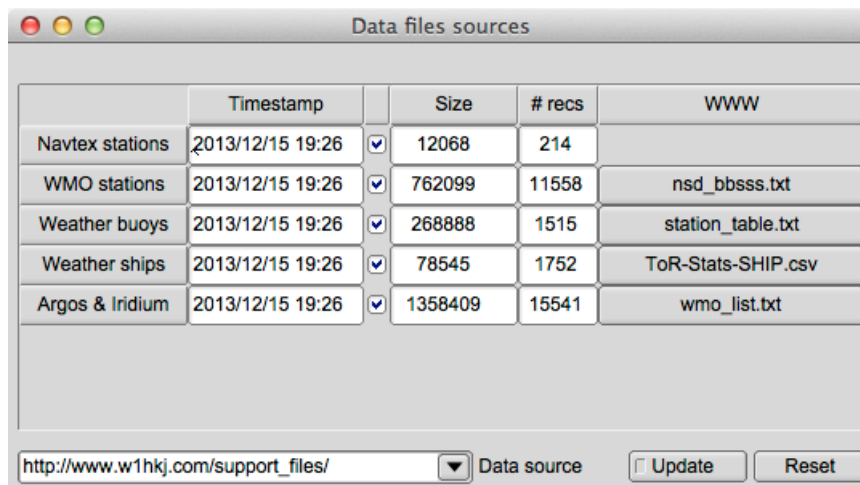 Data files sources
Timestamp Size # recs WWW
Navtex stations 2013/12/15 19:26 12068 214
WMO stations 2013/12/15 19:26 762099 11558 nsd_bbsss.txt
Weather buoys 2013/12/15 19:26 268888 1515 station_table.txt
Weather ships 2013/12/15 19:26 78545 1752 ToR-Stats-SHIP.csv
Argos & Iridium 2013/12/15 19:26 1358409 15541 wmo_list.txt
http://www.w1hkj.com/support_files/ Data source Update Reset